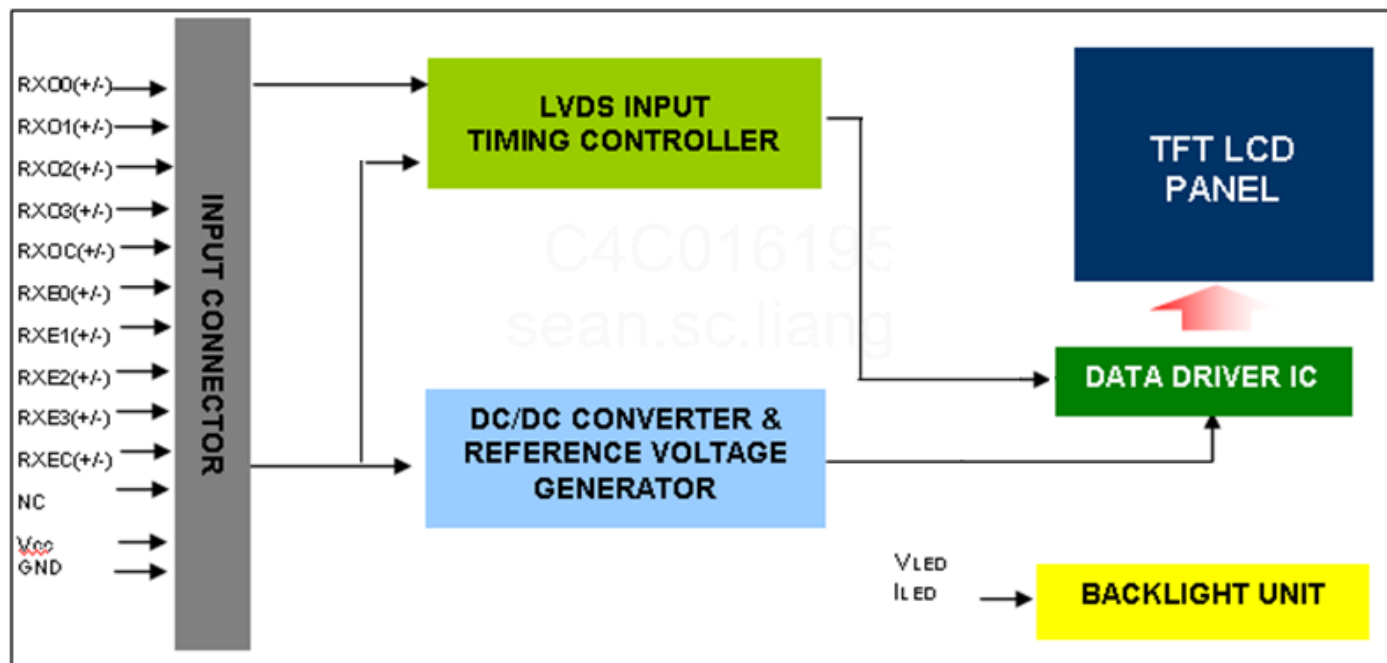 RXO0(+/-)
RXO1(+/-)
RXO2(+/-)
RXO3(+/-)
RXOC(+/-)
RXE0(+/-)
RXE1(+/-)
RXE2(+/-)
RXE3(+/-)
RXEC(+/-)
NC
Vcc
GND
INPUT CONNECTOR
LVDS INPUT
TIMING CONTROLLER
C4C016195
sean.sc.liang
DC/DC CONVERTER &
REFERENCE VOLTAGE
GENERATOR
TFT LCD
PANEL
DATA DRIVER IC
VLED
ILED
BACKLIGHT UNIT